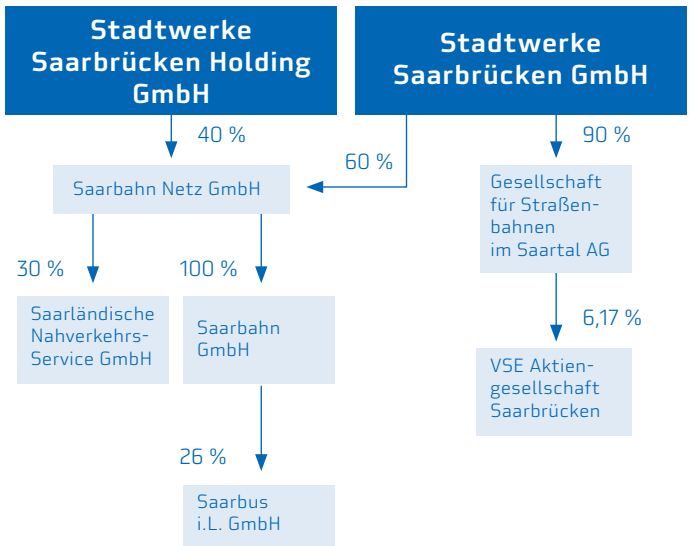 Stadtwerke
Saarbrücken Holding
GmbH
Stadtwerke
Saarbrücken GmbH
40 %
60 %
90 %
Saarbahn Netz GmbH
Gesellschaft
für Straßen-
bahnen
im Saartal AG
30 %
100 %
Saarländische
Nahverkehrs-
Service GmbH
Saarbahn
GmbH
6,17 %
VSE Aktien-
gesellschaft
Saarbrücken
26 %
Saarbus
i.L. GmbH